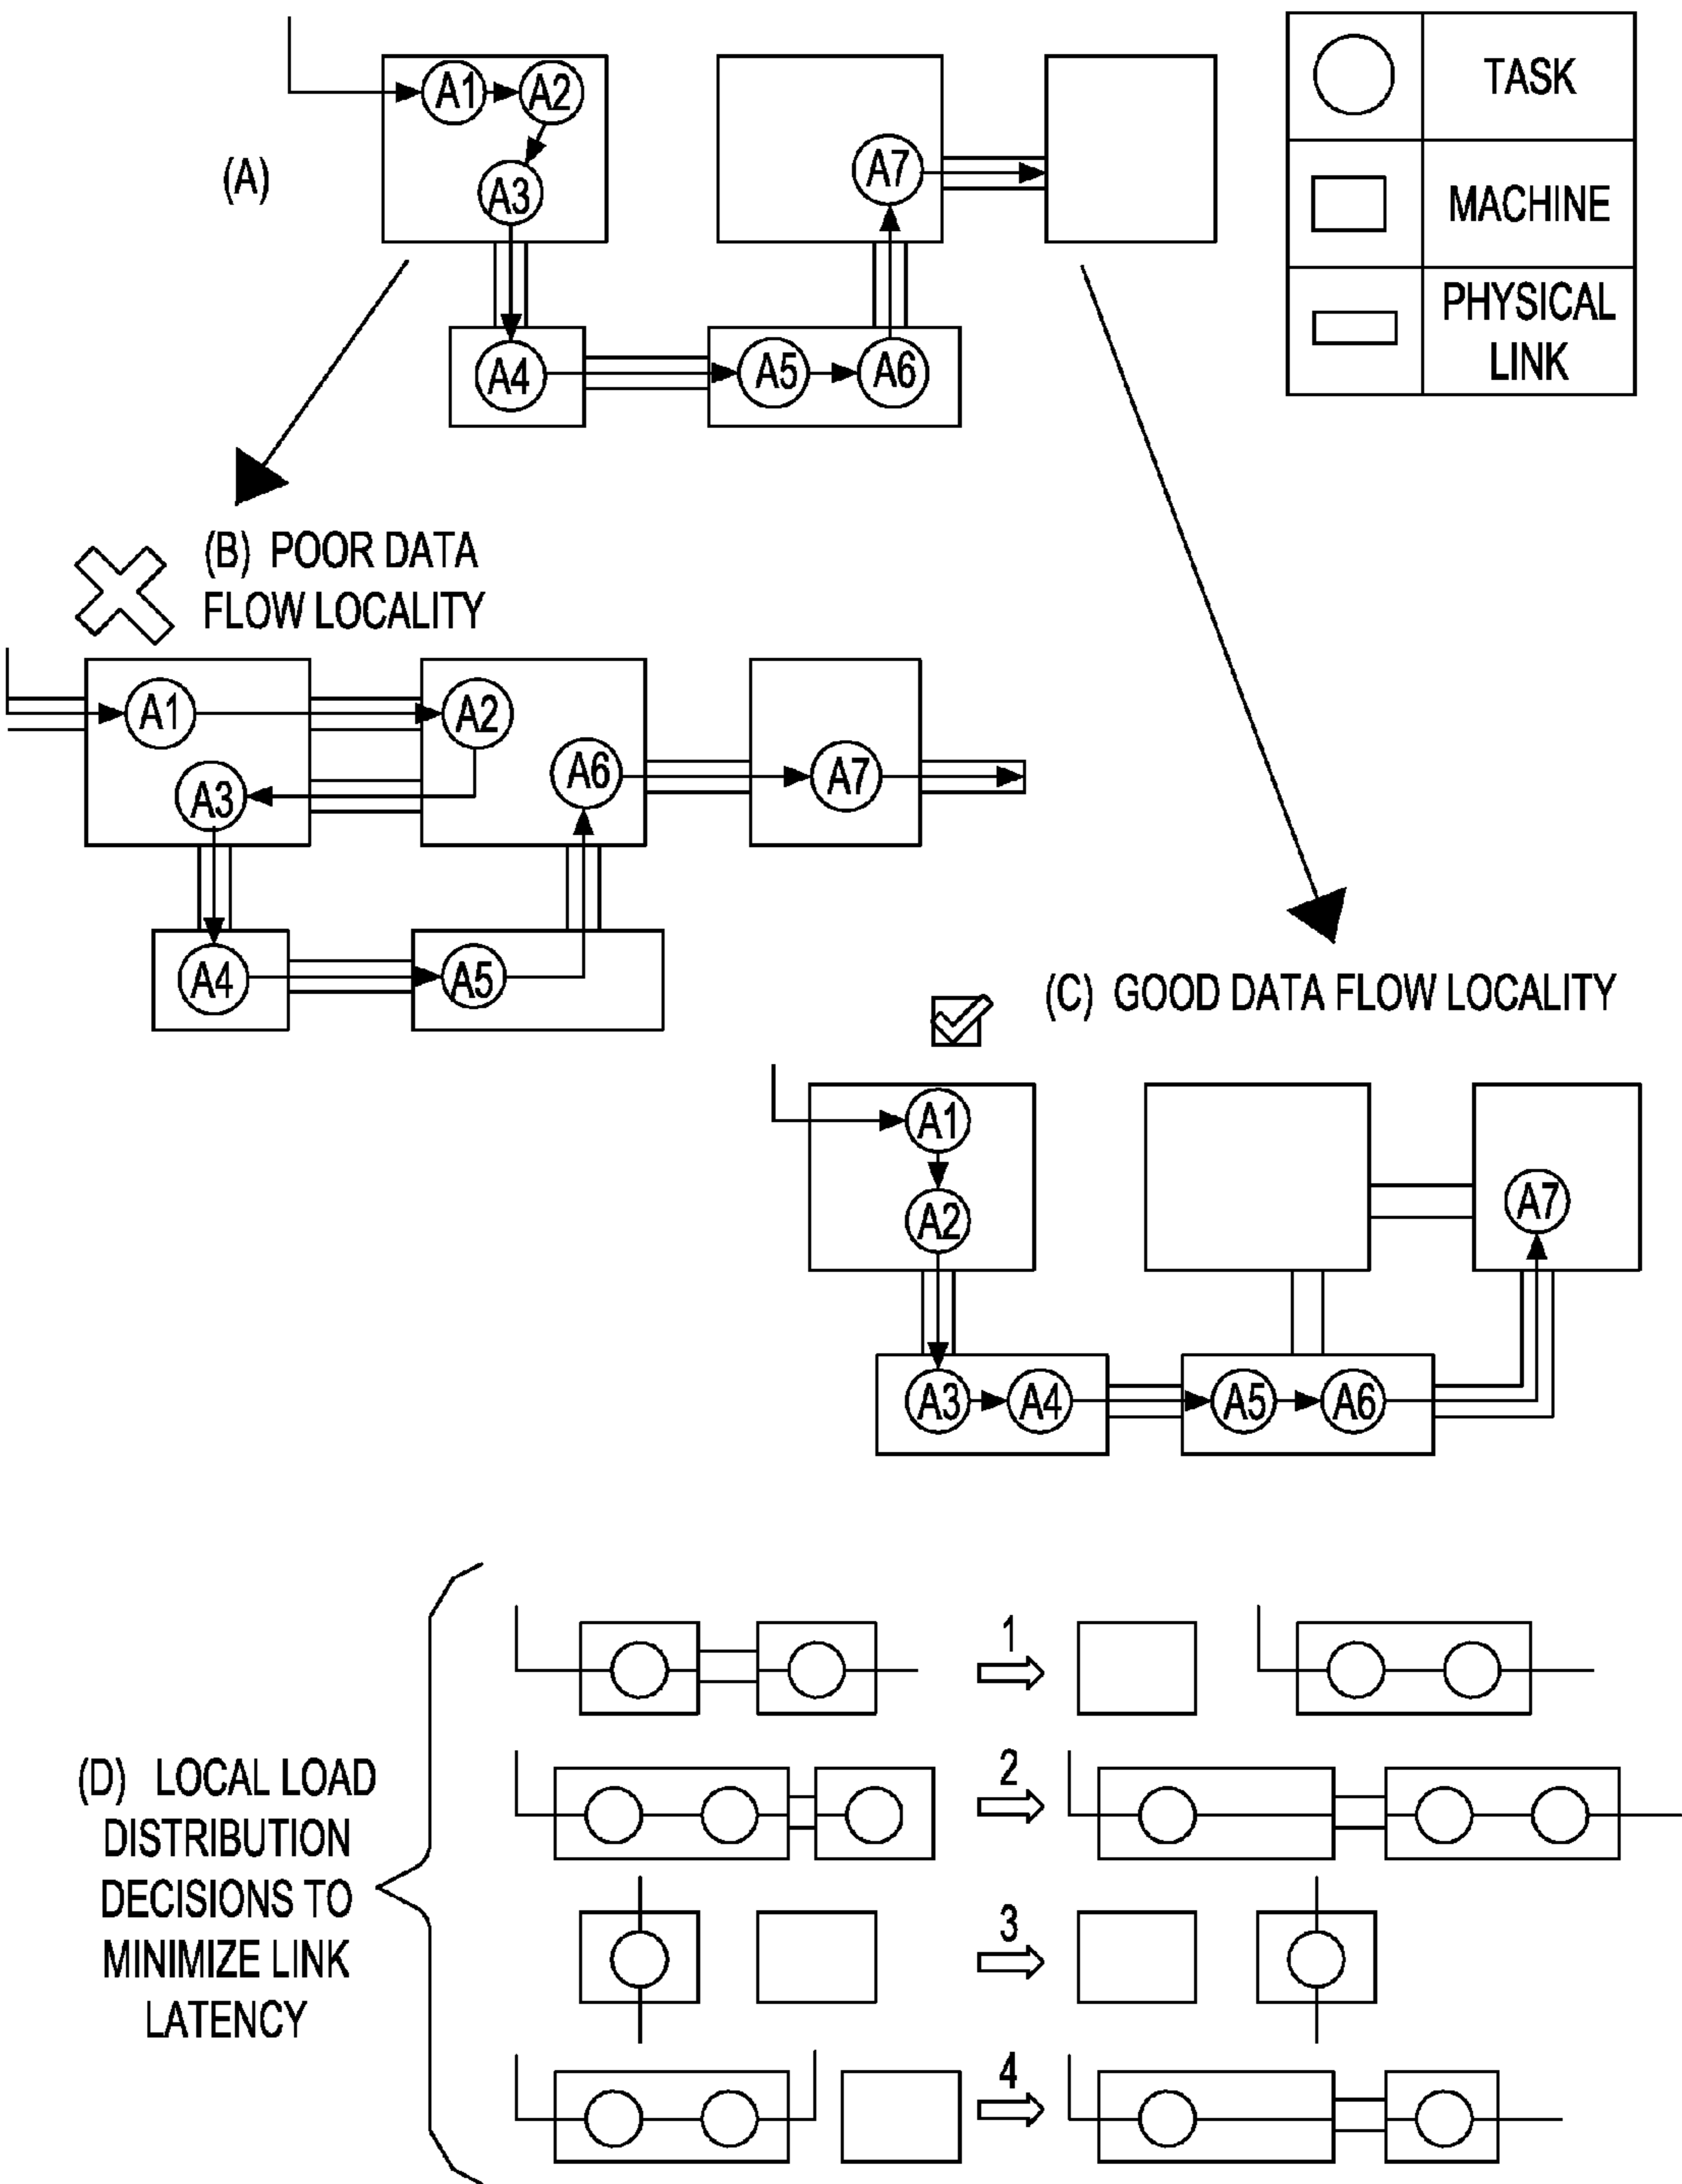 A1
A2
A3
(A)
A7
A4
A5
A6
TASK
MACHINE
PHYSICAL
LINK
(B) POOR DATA
FLOW LOCALITY
A1
A2
A6
A7
A3
A4
A5
(C) GOOD DATA FLOW LOCALITY
A1
A2
A7
A3
A4
A5
A6
(D) LOCAL LOAD
DISTRIBUTION
DECISIONS TO
MINIMIZE LINK
LATENCY
1
2
3
4